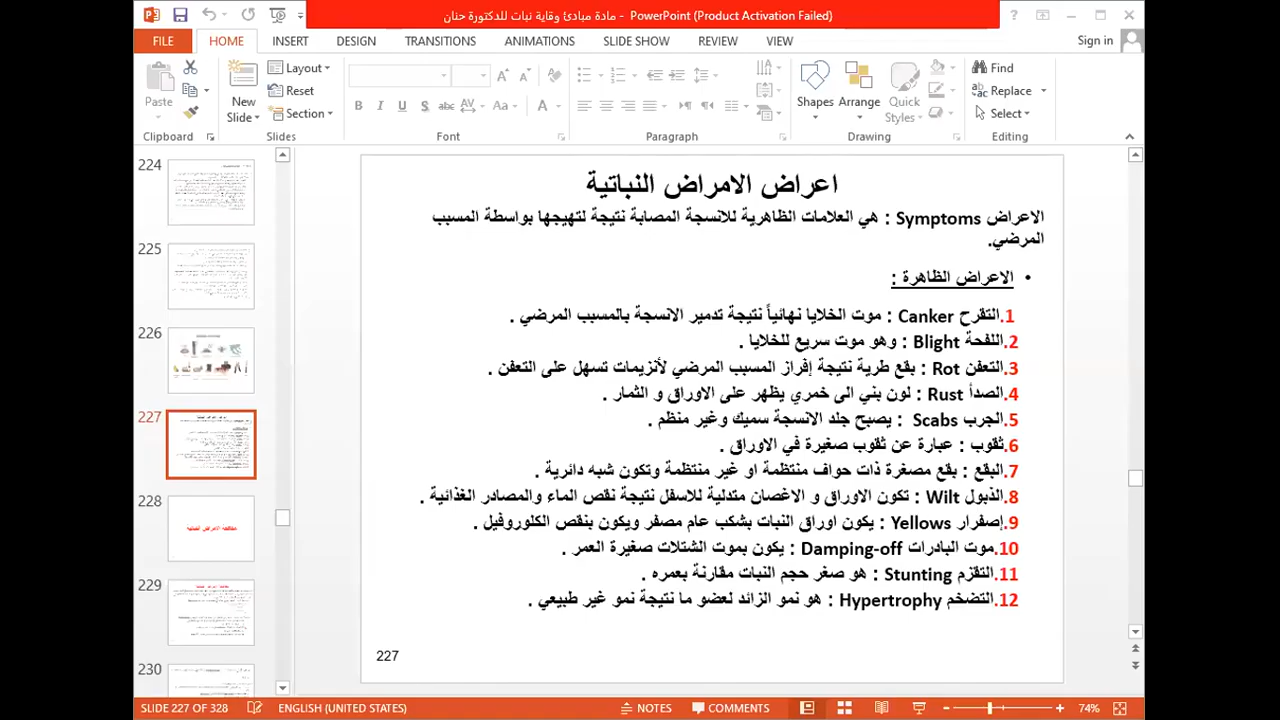 مادة مبادئ وقاية نبات للدكتورة حنان - PowerPoint (Product Activation Failed)
FILE HOME INSERT DESIGN TRANSITIONS ANIMATIONS SLIDE SHOW REVIEW VIEW Sign in
Paste
New Slide
Layout
Reset
Section
Shapes
Arrange
Quick Styles
Find
Replace
Select
Clipboard Slides Font Paragraph Drawing Editing
224
225
226
227
228
مكافحة الامراض النباتية
229
230
اعراض الامراض النباتية
الاعراض Symptoms : هي العلامات الظاهرية للانسجة المصابة نتيجة لتهيجها بواسطة المسبب
المرضي.
• الاعراض الظاهرة :
1.التقرح Canker : موت الخلايا نهائياً نتيجة تدمير الانسجة بالمسبب المرضي .
2.اللفحة Blight : وهو موت سريع للخلايا .
3.التعفن Rot : بقع طرية نتيجة إفراز المسبب المرضي لأنزيمات تسهل على التعفن .
4.الصدأ Rust : لون بني الى خمري يظهر على الاوراق و الثمار .
5.الجرب Scabs : يصبح جلد الانسجة سميك وغير منظم .
6.ثقوب : عبارة عن ثقوب صغيرة في الاوراق .
7.البقع : بقع مصغرة ذات حواف منتظمة او غير منتظمة وتكون شبه دائرية .
8.الذبول Wilt : تكون الاوراق و الاغصان متدلية للاسفل نتيجة نقص الماء والمصادر الغذائية .
9.إصفرار Yellows : يكون اوراق النبات بشكب عام مصفر ويكون بنقص الكلوروفيل .
10.موت البادرات Damping-off : يكون بموت الشتلات صغيرة العمر .
11.التقزم Stunting : هو صغر حجم النبات مقارنة بعمره .
12.التضخم Hypertrophy : هو نمو الزائد لعضو ما نتيجة نمو غير طبيعي .
227
SLIDE 227 OF 328 ENGLISH (UNITED STATES) NOTES COMMENTS 74%